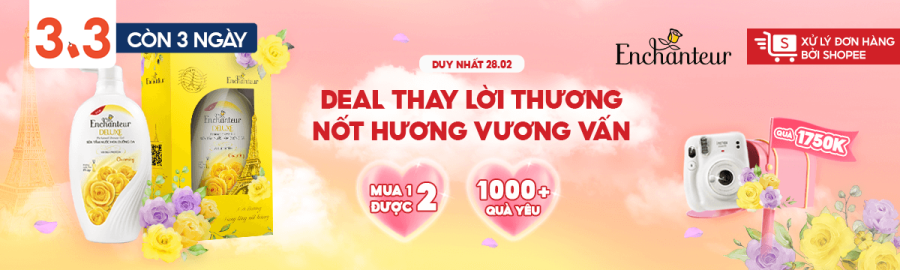 3.3
CÒN 3 NGÀY
DUY NHẤT 28.02
Enchanteur
S
XỬ LÝ ĐƠN HÀNG
BỞI SHOPEE
DEAL THAY LỜI THƯƠNG
NỐT HƯƠNG VƯƠNG VẤN
MUA 1
ĐƯỢC 2
1000+
QUÀ YÊU
QUÀ 1750K
Enchanteur
DELUXE
Charming
Enchanteur
DELUXE